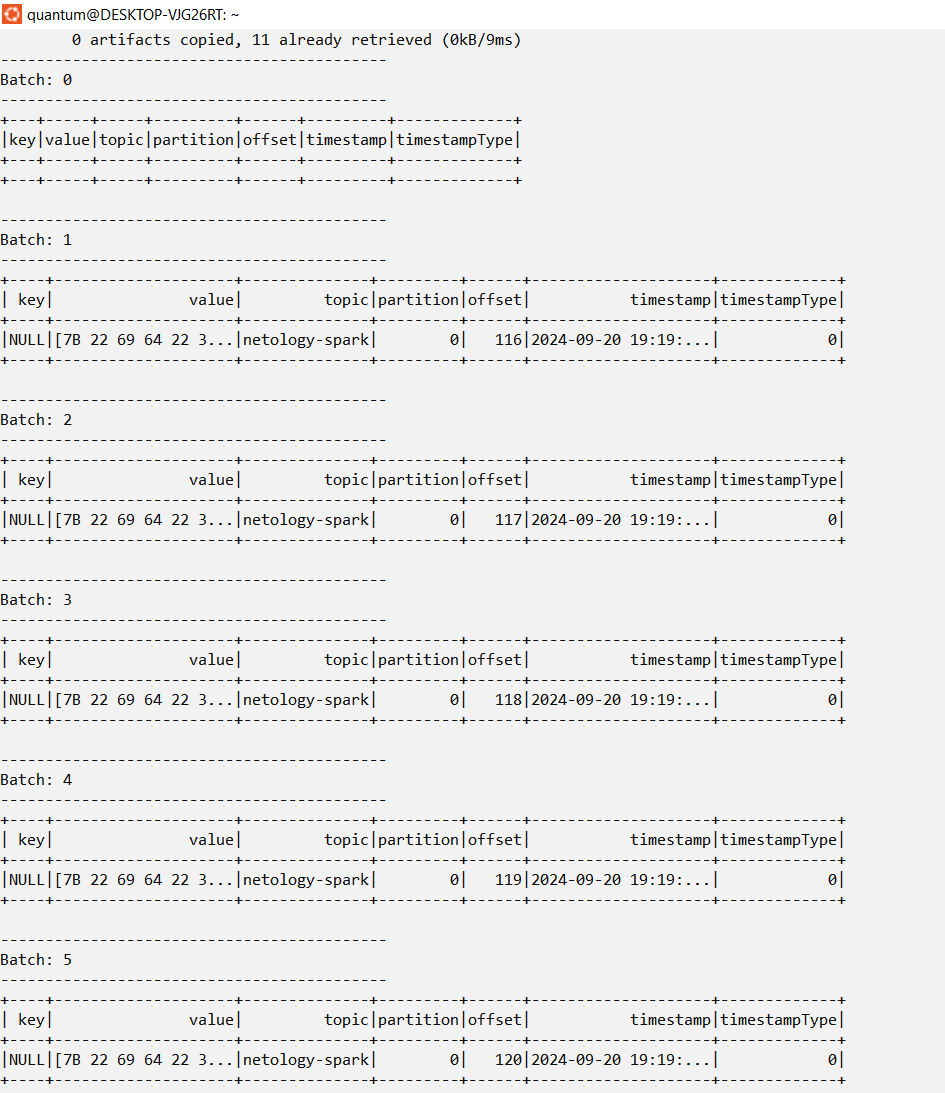 quantum@DESKTOP-VJG26RT: ~
        0 artifacts copied, 11 already retrieved (0kB/9ms)
-------------------------------------------
Batch: 0
-------------------------------------------
+---+-----+-----+---------+------+---------+-------------+
|key|value|topic|partition|offset|timestamp|timestampType|
+---+-----+-----+---------+------+---------+-------------+
+---+-----+-----+---------+------+---------+-------------+

-------------------------------------------
Batch: 1
-------------------------------------------
+----+--------------------+--------------+---------+------+--------------------+-------------+
| key|               value|         topic|partition|offset|           timestamp|timestampType|
+----+--------------------+--------------+---------+------+--------------------+-------------+
|NULL|[7B 22 69 64 22 3...|netology-spark|        0|   116|2024-09-20 19:19:...|            0|
+----+--------------------+--------------+---------+------+--------------------+-------------+

-------------------------------------------
Batch: 2
-------------------------------------------
+----+--------------------+--------------+---------+------+--------------------+-------------+
| key|               value|         topic|partition|offset|           timestamp|timestampType|
+----+--------------------+--------------+---------+------+--------------------+-------------+
|NULL|[7B 22 69 64 22 3...|netology-spark|        0|   117|2024-09-20 19:19:...|            0|
+----+--------------------+--------------+---------+------+--------------------+-------------+

-------------------------------------------
Batch: 3
-------------------------------------------
+----+--------------------+--------------+---------+------+--------------------+-------------+
| key|               value|         topic|partition|offset|           timestamp|timestampType|
+----+--------------------+--------------+---------+------+--------------------+-------------+
|NULL|[7B 22 69 64 22 3...|netology-spark|        0|   118|2024-09-20 19:19:...|            0|
+----+--------------------+--------------+---------+------+--------------------+-------------+

-------------------------------------------
Batch: 4
-------------------------------------------
+----+--------------------+--------------+---------+------+--------------------+-------------+
| key|               value|         topic|partition|offset|           timestamp|timestampType|
+----+--------------------+--------------+---------+------+--------------------+-------------+
|NULL|[7B 22 69 64 22 3...|netology-spark|        0|   119|2024-09-20 19:19:...|            0|
+----+--------------------+--------------+---------+------+--------------------+-------------+

-------------------------------------------
Batch: 5
-------------------------------------------
+----+--------------------+--------------+---------+------+--------------------+-------------+
| key|               value|         topic|partition|offset|           timestamp|timestampType|
+----+--------------------+--------------+---------+------+--------------------+-------------+
|NULL|[7B 22 69 64 22 3...|netology-spark|        0|   120|2024-09-20 19:19:...|            0|
+----+--------------------+--------------+---------+------+--------------------+-------------+